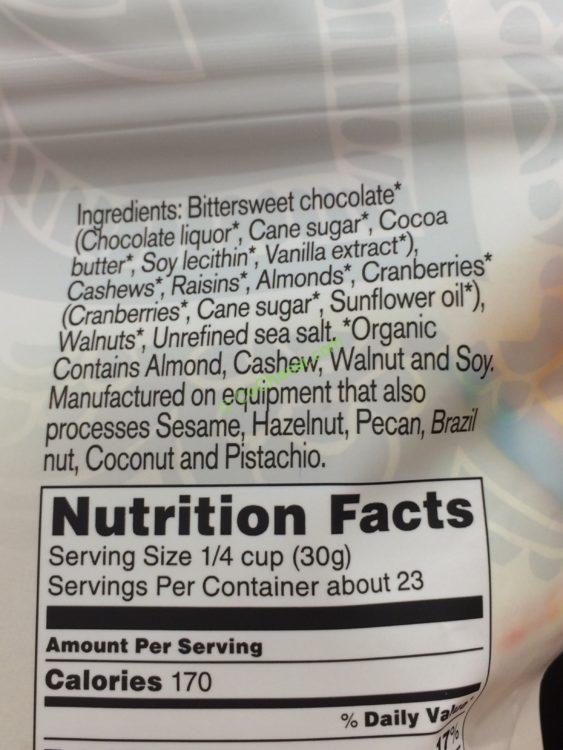 Ingredients: Bittersweet chocolate*
(Chocolate liquor*, Cane sugar*, Cocoa
butter*, Soy lecithin*, Vanilla extract*),
Cashews*, Raisins*, Almonds*, Cranberries*
(Cranberries*, Cane sugar*, Sunflower oil*),
Walnuts*, Unrefined sea salt. *Organic
Contains Almond, Cashew, Walnut and Soy.
Manufactured on equipment that also
processes Sesame, Hazelnut, Pecan, Brazil
nut, Coconut and Pistachio.
Nutrition Facts
Serving Size 1/4 cup (30g)
Servings Per Container about 23
Amount Per Serving
Calories 170
% Daily Value*
17%